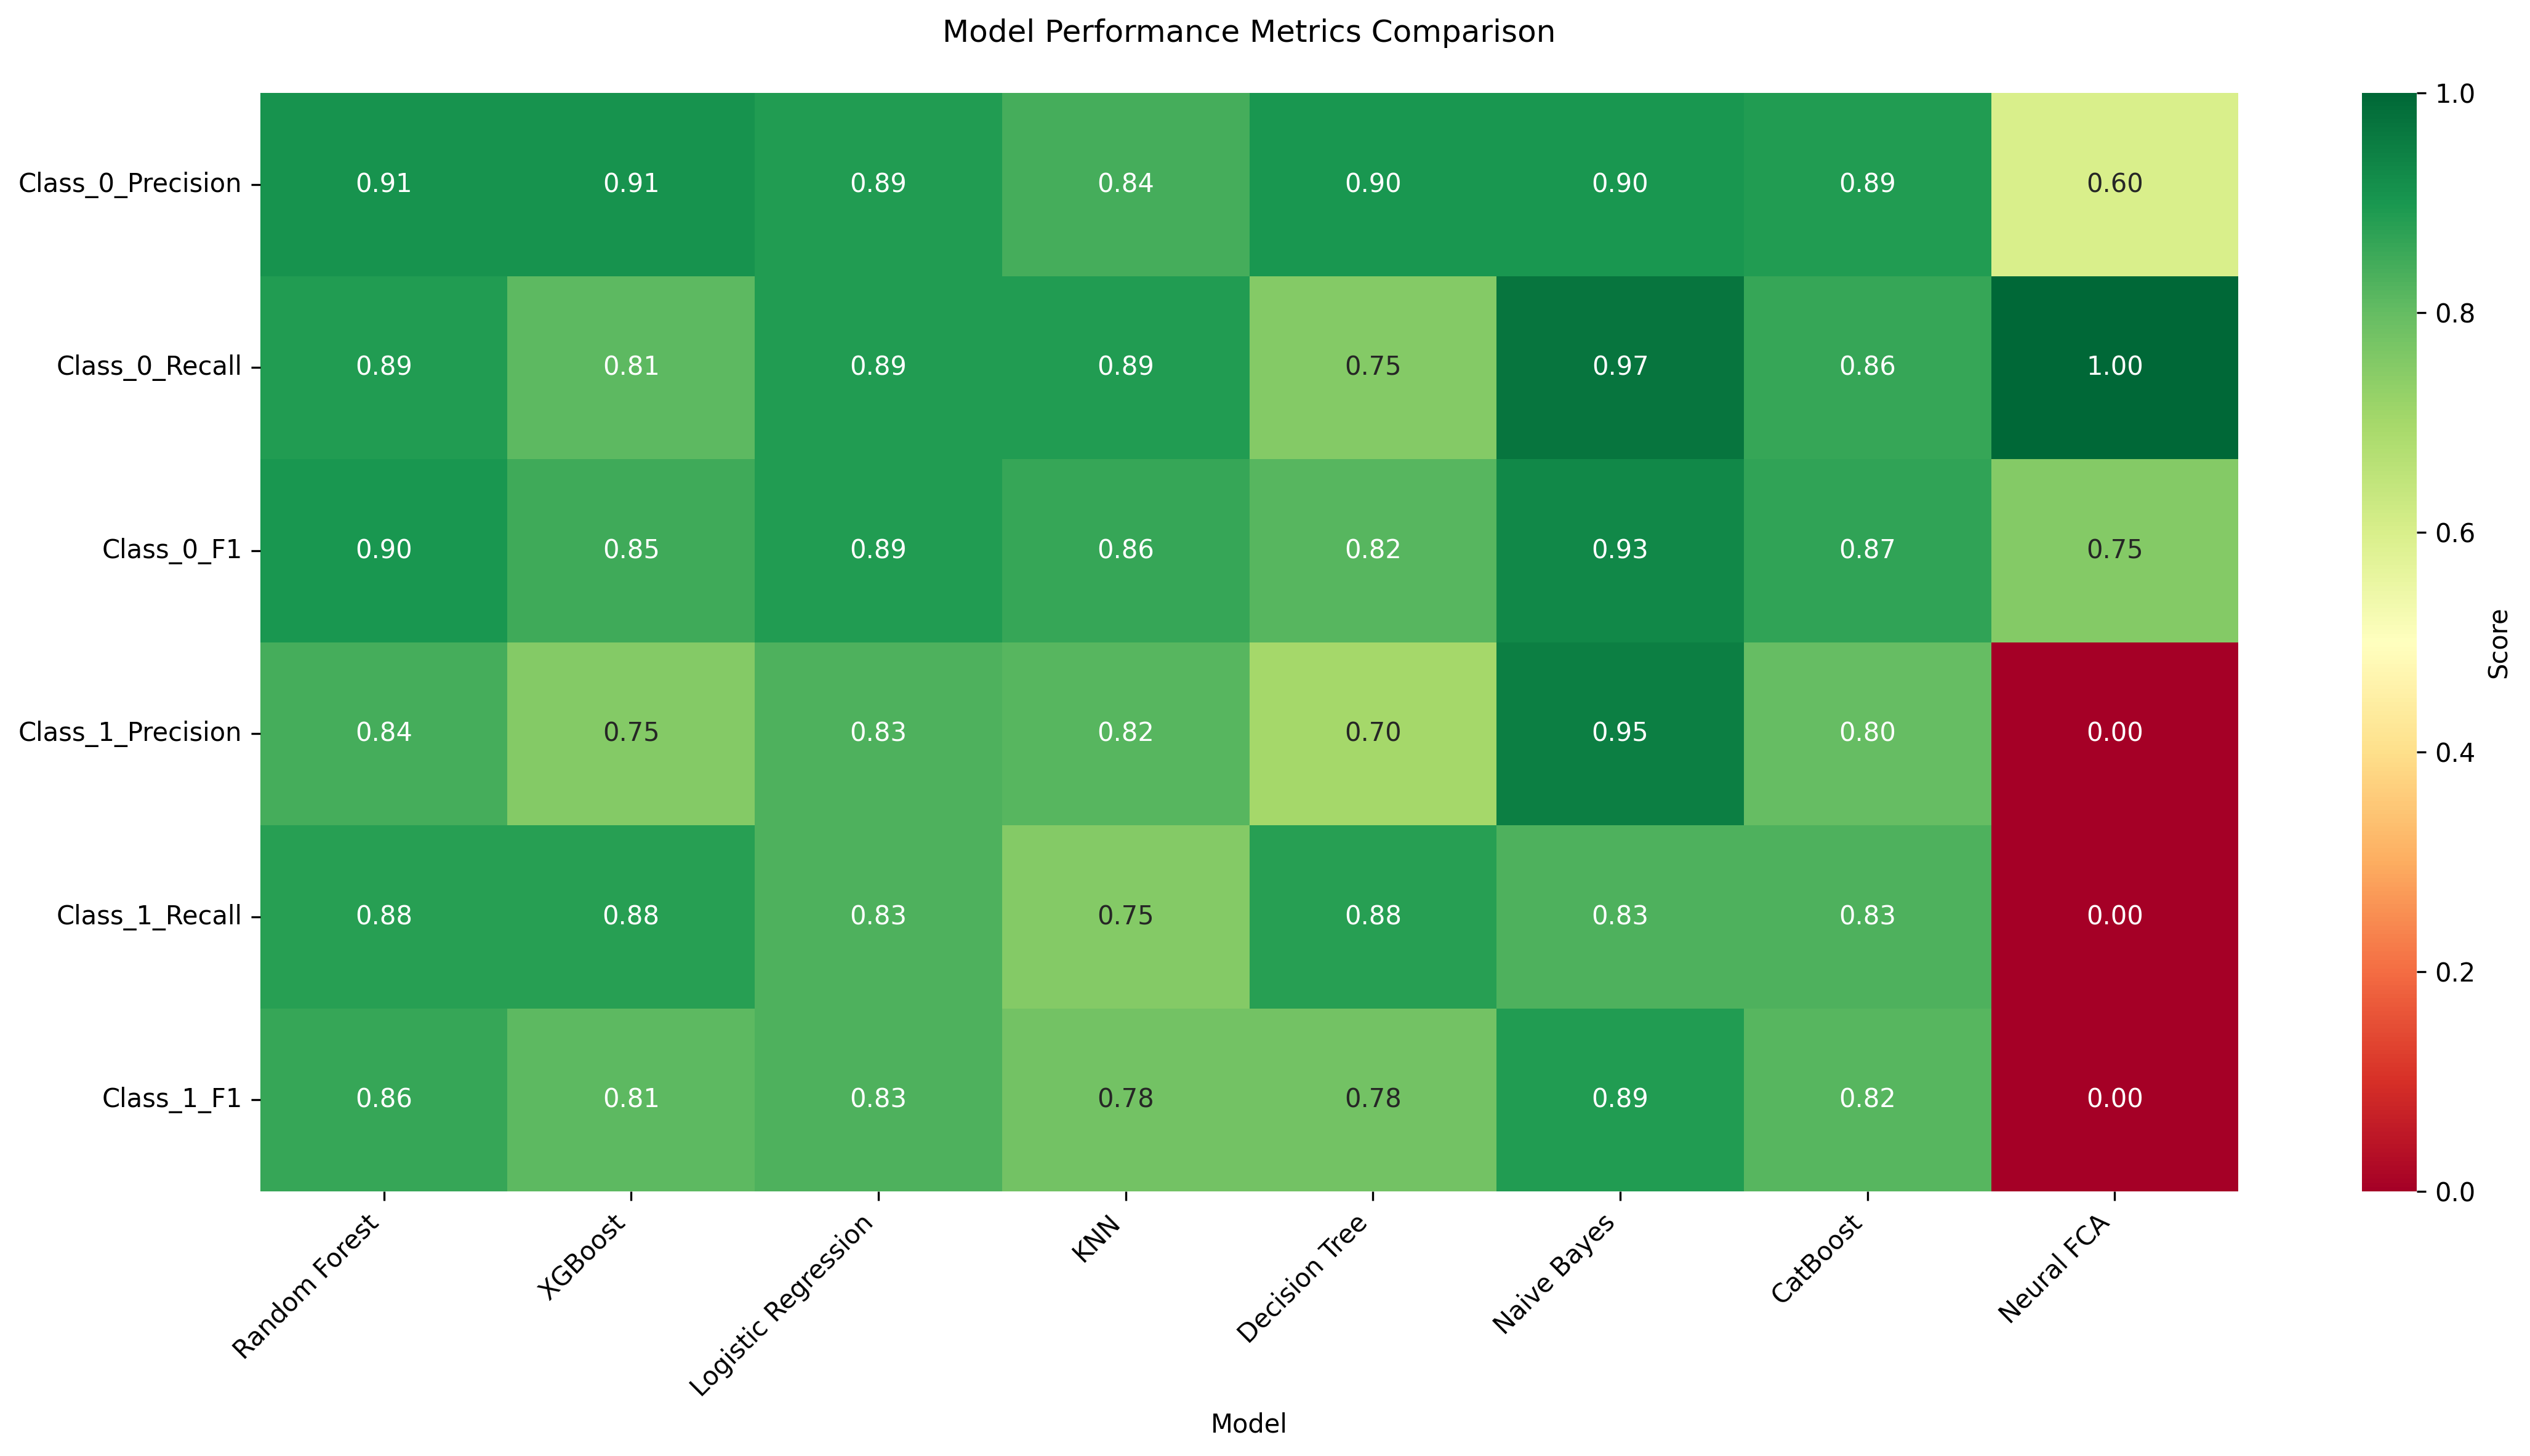 Model Performance Metrics Comparison
Class_0_Precision 0.91 0.91 0.89 0.84 0.90 0.90 0.89 0.60
Class_0_Recall 0.89 0.81 0.89 0.89 0.75 0.97 0.86 1.00
Class_0_F1 0.90 0.85 0.89 0.86 0.82 0.93 0.87 0.75
Class_1_Precision 0.84 0.75 0.83 0.82 0.70 0.95 0.80 0.00
Class_1_Recall 0.88 0.88 0.83 0.75 0.88 0.83 0.83 0.00
Class_1_F1 0.86 0.81 0.83 0.78 0.78 0.89 0.82 0.00
Random Forest
XGBoost
Logistic Regression
KNN
Decision Tree
Naive Bayes
CatBoost
Neural FCA
Model
1.0
0.8
0.6
0.4
0.2
0.0
Score